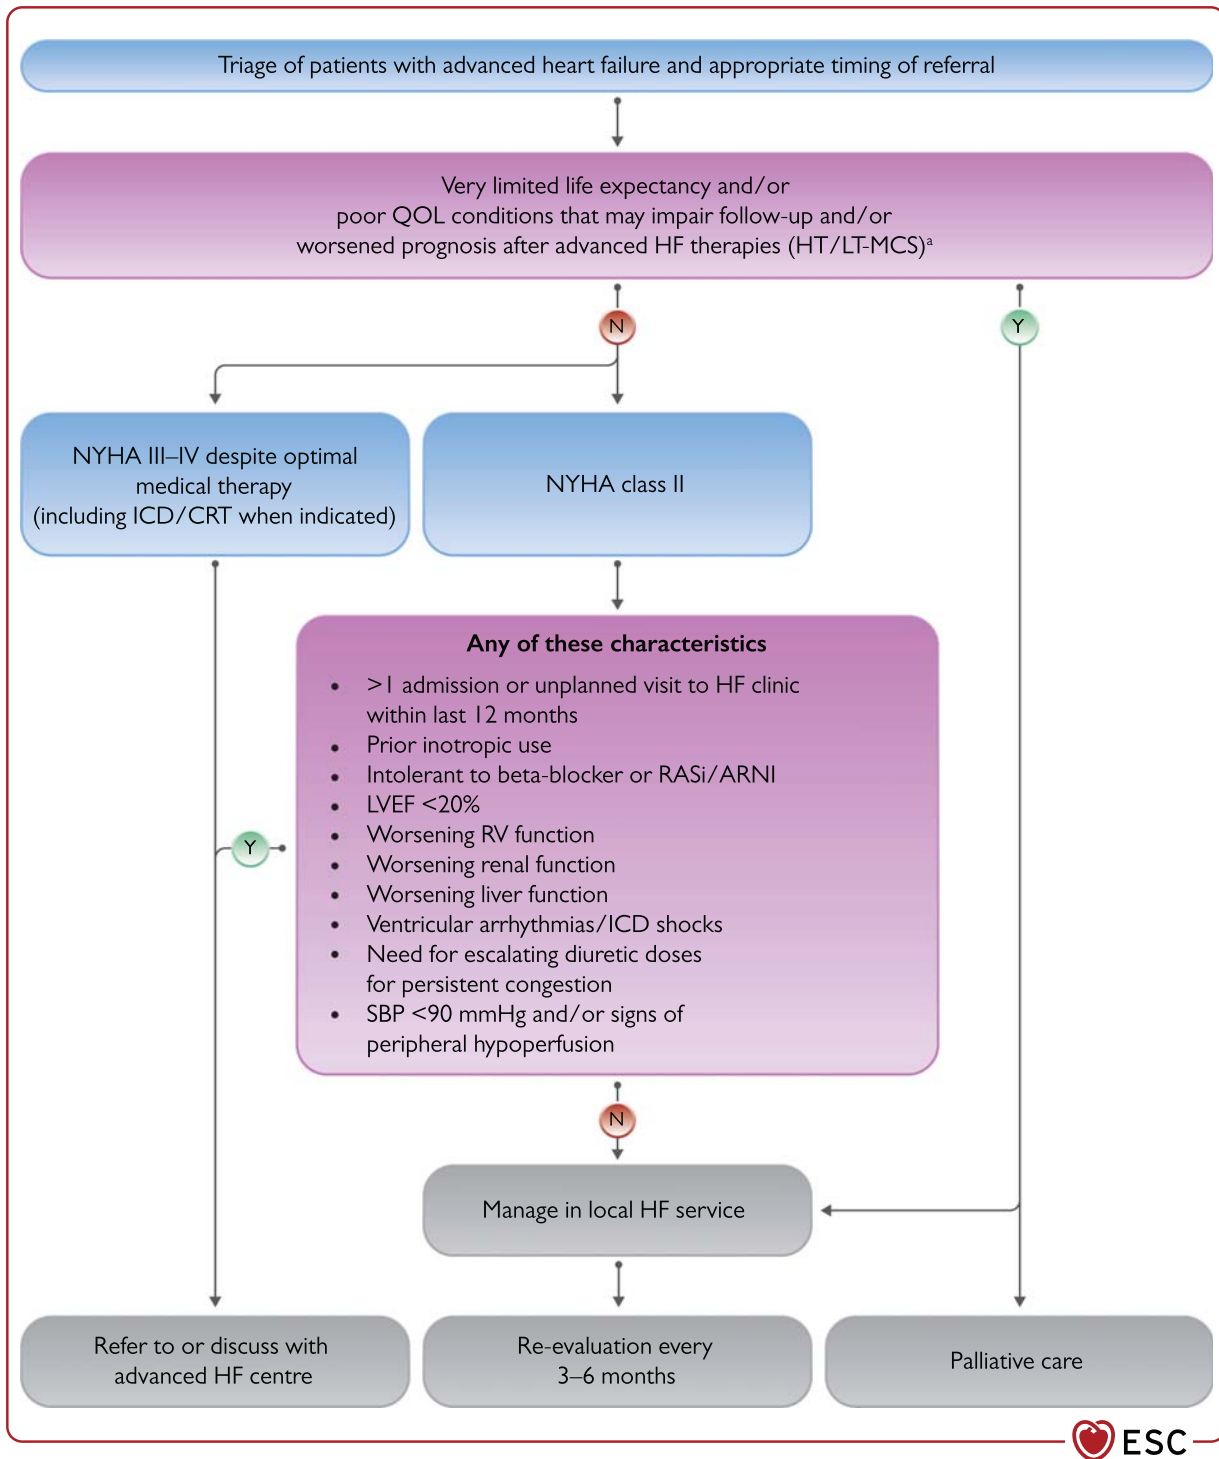 Triage of patients with advanced heart failure and appropriate timing of referral
Very limited life expectancy and/or
poor QOL conditions that may impair follow-up and/or
worsened prognosis after advanced HF therapies (HT/LT-MCS)ᵃ
N
Y
NYHA III–IV despite optimal
medical therapy
(including ICD/CRT when indicated)
NYHA class II
Any of these characteristics
• >1 admission or unplanned visit to HF clinic
within last 12 months
• Prior inotropic use
• Intolerant to beta-blocker or RASi/ARNI
• LVEF <20%
• Worsening RV function
• Worsening renal function
• Worsening liver function
• Ventricular arrhythmias/ICD shocks
• Need for escalating diuretic doses
for persistent congestion
• SBP <90 mmHg and/or signs of
peripheral hypoperfusion
Y
N
Manage in local HF service
Refer to or discuss with
advanced HF centre
Re-evaluation every
3–6 months
Palliative care
ESC